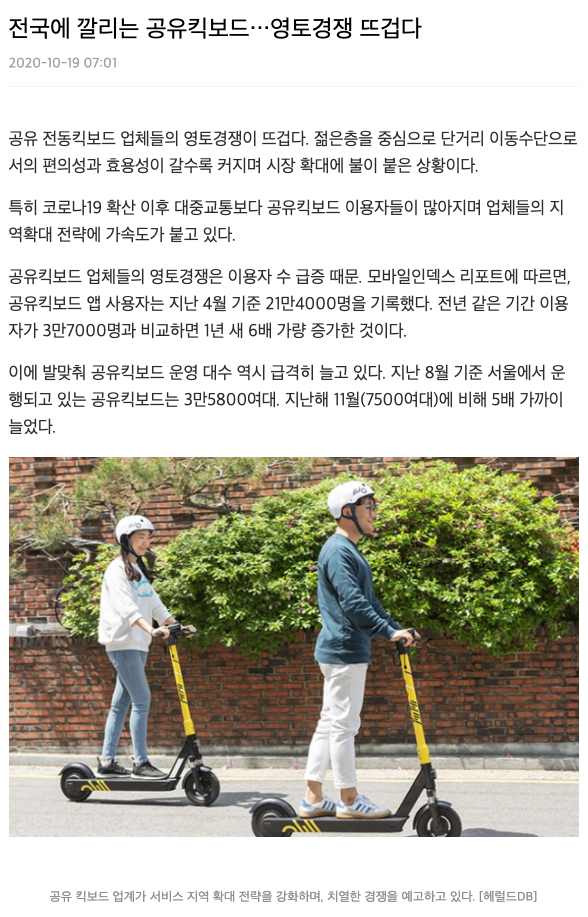 전국에 깔리는 공유킥보드…영토경쟁 뜨겁다
2020-10-19 07:01
공유 전동킥보드 업체들의 영토경쟁이 뜨겁다. 젊은층을 중심으로 단거리 이동수단으로
서의 편의성과 효용성이 갈수록 커지며 시장 확대에 불이 붙은 상황이다.
특히 코로나19 확산 이후 대중교통보다 공유킥보드 이용자들이 많아지며 업체들의 지
역확대 전략에 가속도가 붙고 있다.
공유킥보드 업체들의 영토경쟁은 이용자 수 급증 때문. 모바일인덱스 리포트에 따르면,
공유킥보드 앱 사용자는 지난 4월 기준 21만4000명을 기록했다. 전년 같은 기간 이용
자가 3만7000명과 비교하면 1년 새 6배 가량 증가한 것이다.
이에 발맞춰 공유킥보드 운영 대수 역시 급격히 늘고 있다. 지난 8월 기준 서울에서 운
행되고 있는 공유킥보드는 3만5800여대. 지난해 11월(7500여대)에 비해 5배 가까이
늘었다.
공유 킥보드 업계가 서비스 지역 확대 전략을 강화하며, 치열한 경쟁을 예고하고 있다. [헤럴드DB]